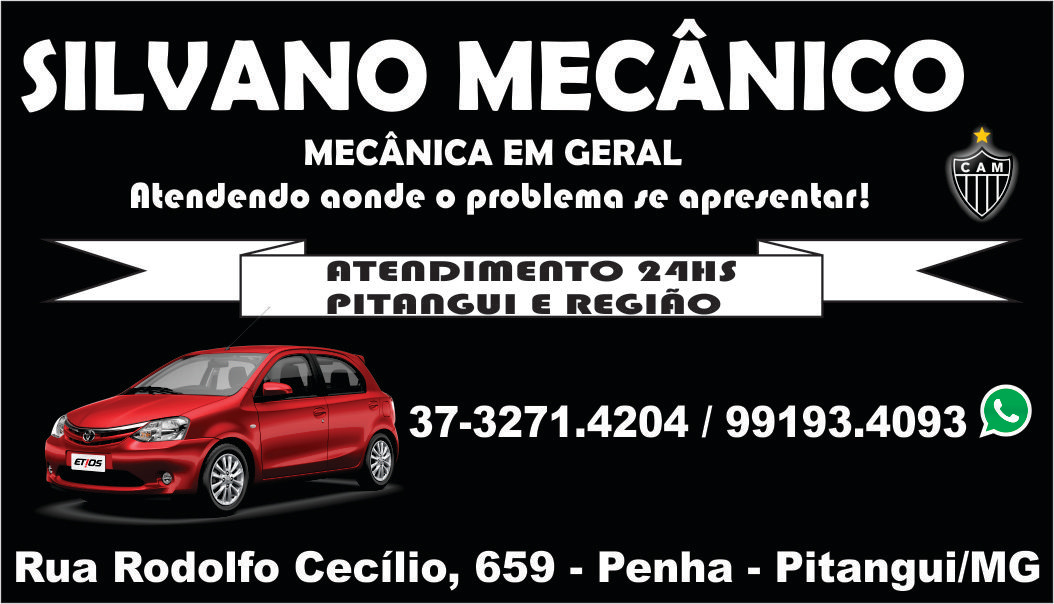 SILVANO MECÂNICO
MECÂNICA EM GERAL
Atendendo aonde o problema se apresentar!
CAM
ATENDIMENTO 24HS
PITANGUI E REGIÃO
37-3271.4204 / 99193.4093
ETIOS
Rua Rodolfo Cecílio, 659 - Penha - Pitangui/MG